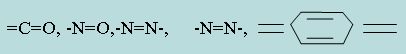 =C=O, -N=O,-N=N-, -N=N-,